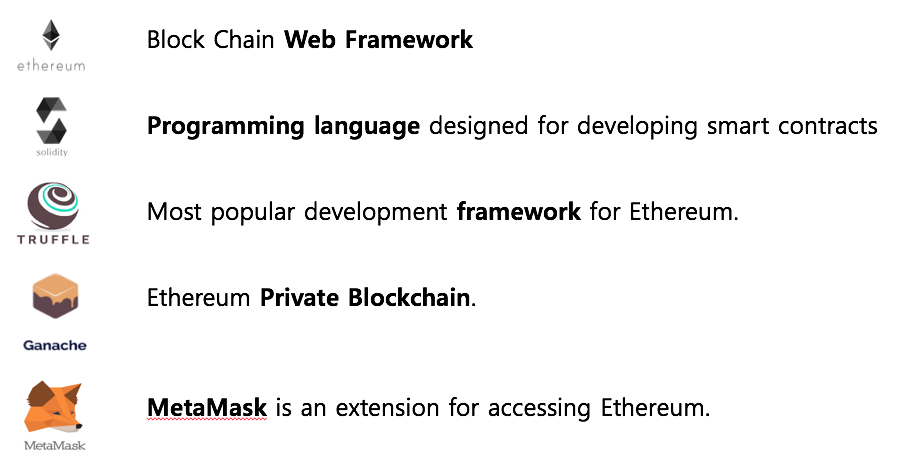 ethereum
Block Chain Web Framework
solidity
Programming language designed for developing smart contracts
TRUFFLE
Most popular development framework for Ethereum.
Ganache
Ethereum Private Blockchain.
MetaMask
MetaMask is an extension for accessing Ethereum.